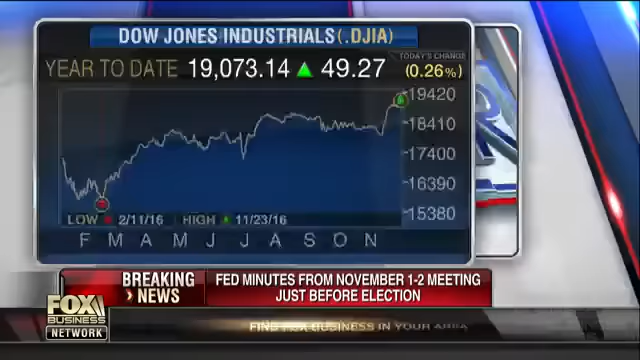 DOW JONES INDUSTRIALS(.DJIA)
TODAY'S CHANGE
YEAR TO DATE 19,073.14 49.27 (0.26%)
19420
18410
17400
16390
15380
LOW 2/11/16 HIGH 11/23/16
F M A M J J A S O N
BREAKING NEWS
FED MINUTES FROM NOVEMBER 1-2 MEETING
JUST BEFORE ELECTION
FOX
BUSINESS
NETWORK
BUSINESS IN YOUR AREA